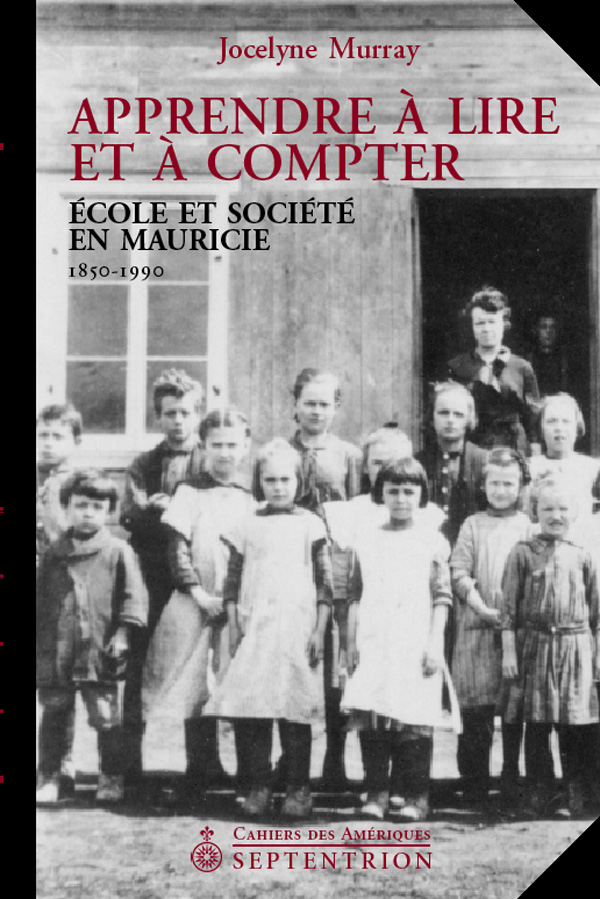 Jocelyne Murray
APPRENDRE À LIRE
ET À COMPTER
ÉCOLE ET SOCIÉTÉ
EN MAURICIE
1850-1990
CAHIERS DES AMÉRIQUES
SEPTENTRION